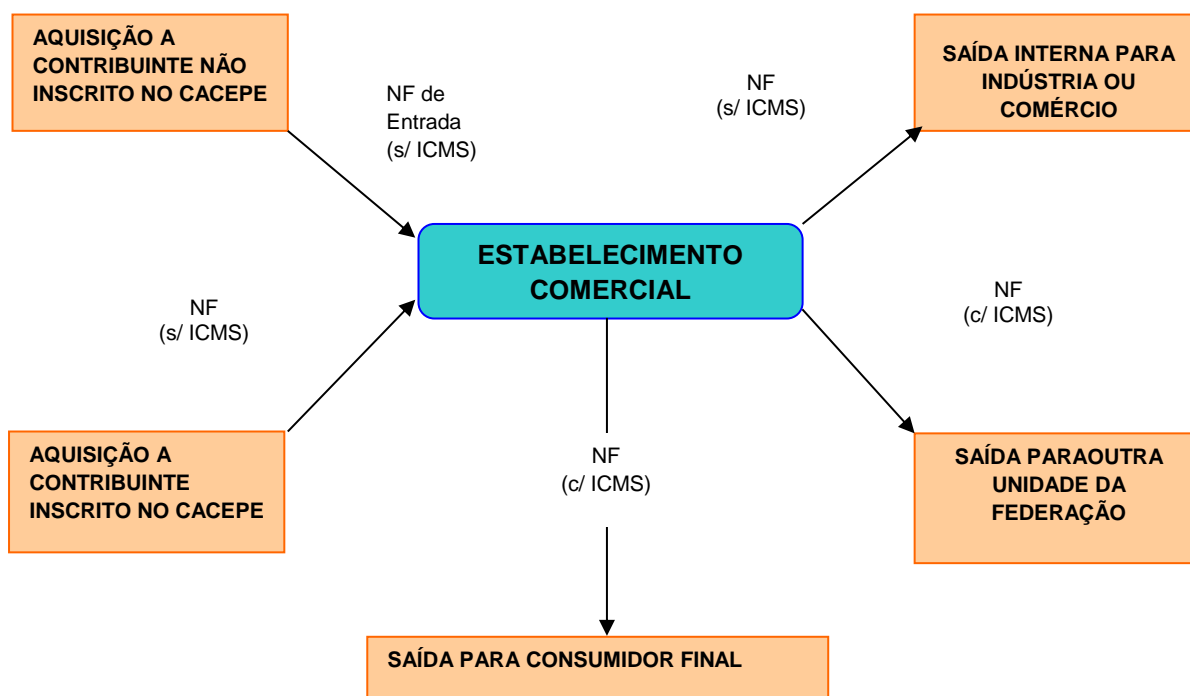 AQUISIÇÃO A
CONTRIBUINTE NÃO
INSCRITO NO CACEPE
NF de
Entrada
(s/ ICMS)
NF
(s/ ICMS)
SAÍDA INTERNA PARA
INDÚSTRIA OU
COMÉRCIO
ESTABELECIMENTO
COMERCIAL
NF
(s/ ICMS)
NF
(c/ ICMS)
AQUISIÇÃO A
CONTRIBUINTE
INSCRITO NO CACEPE
NF
(c/ ICMS)
SAÍDA PARAOUTRA
UNIDADE DA
FEDERAÇÃO
SAÍDA PARA CONSUMIDOR FINAL